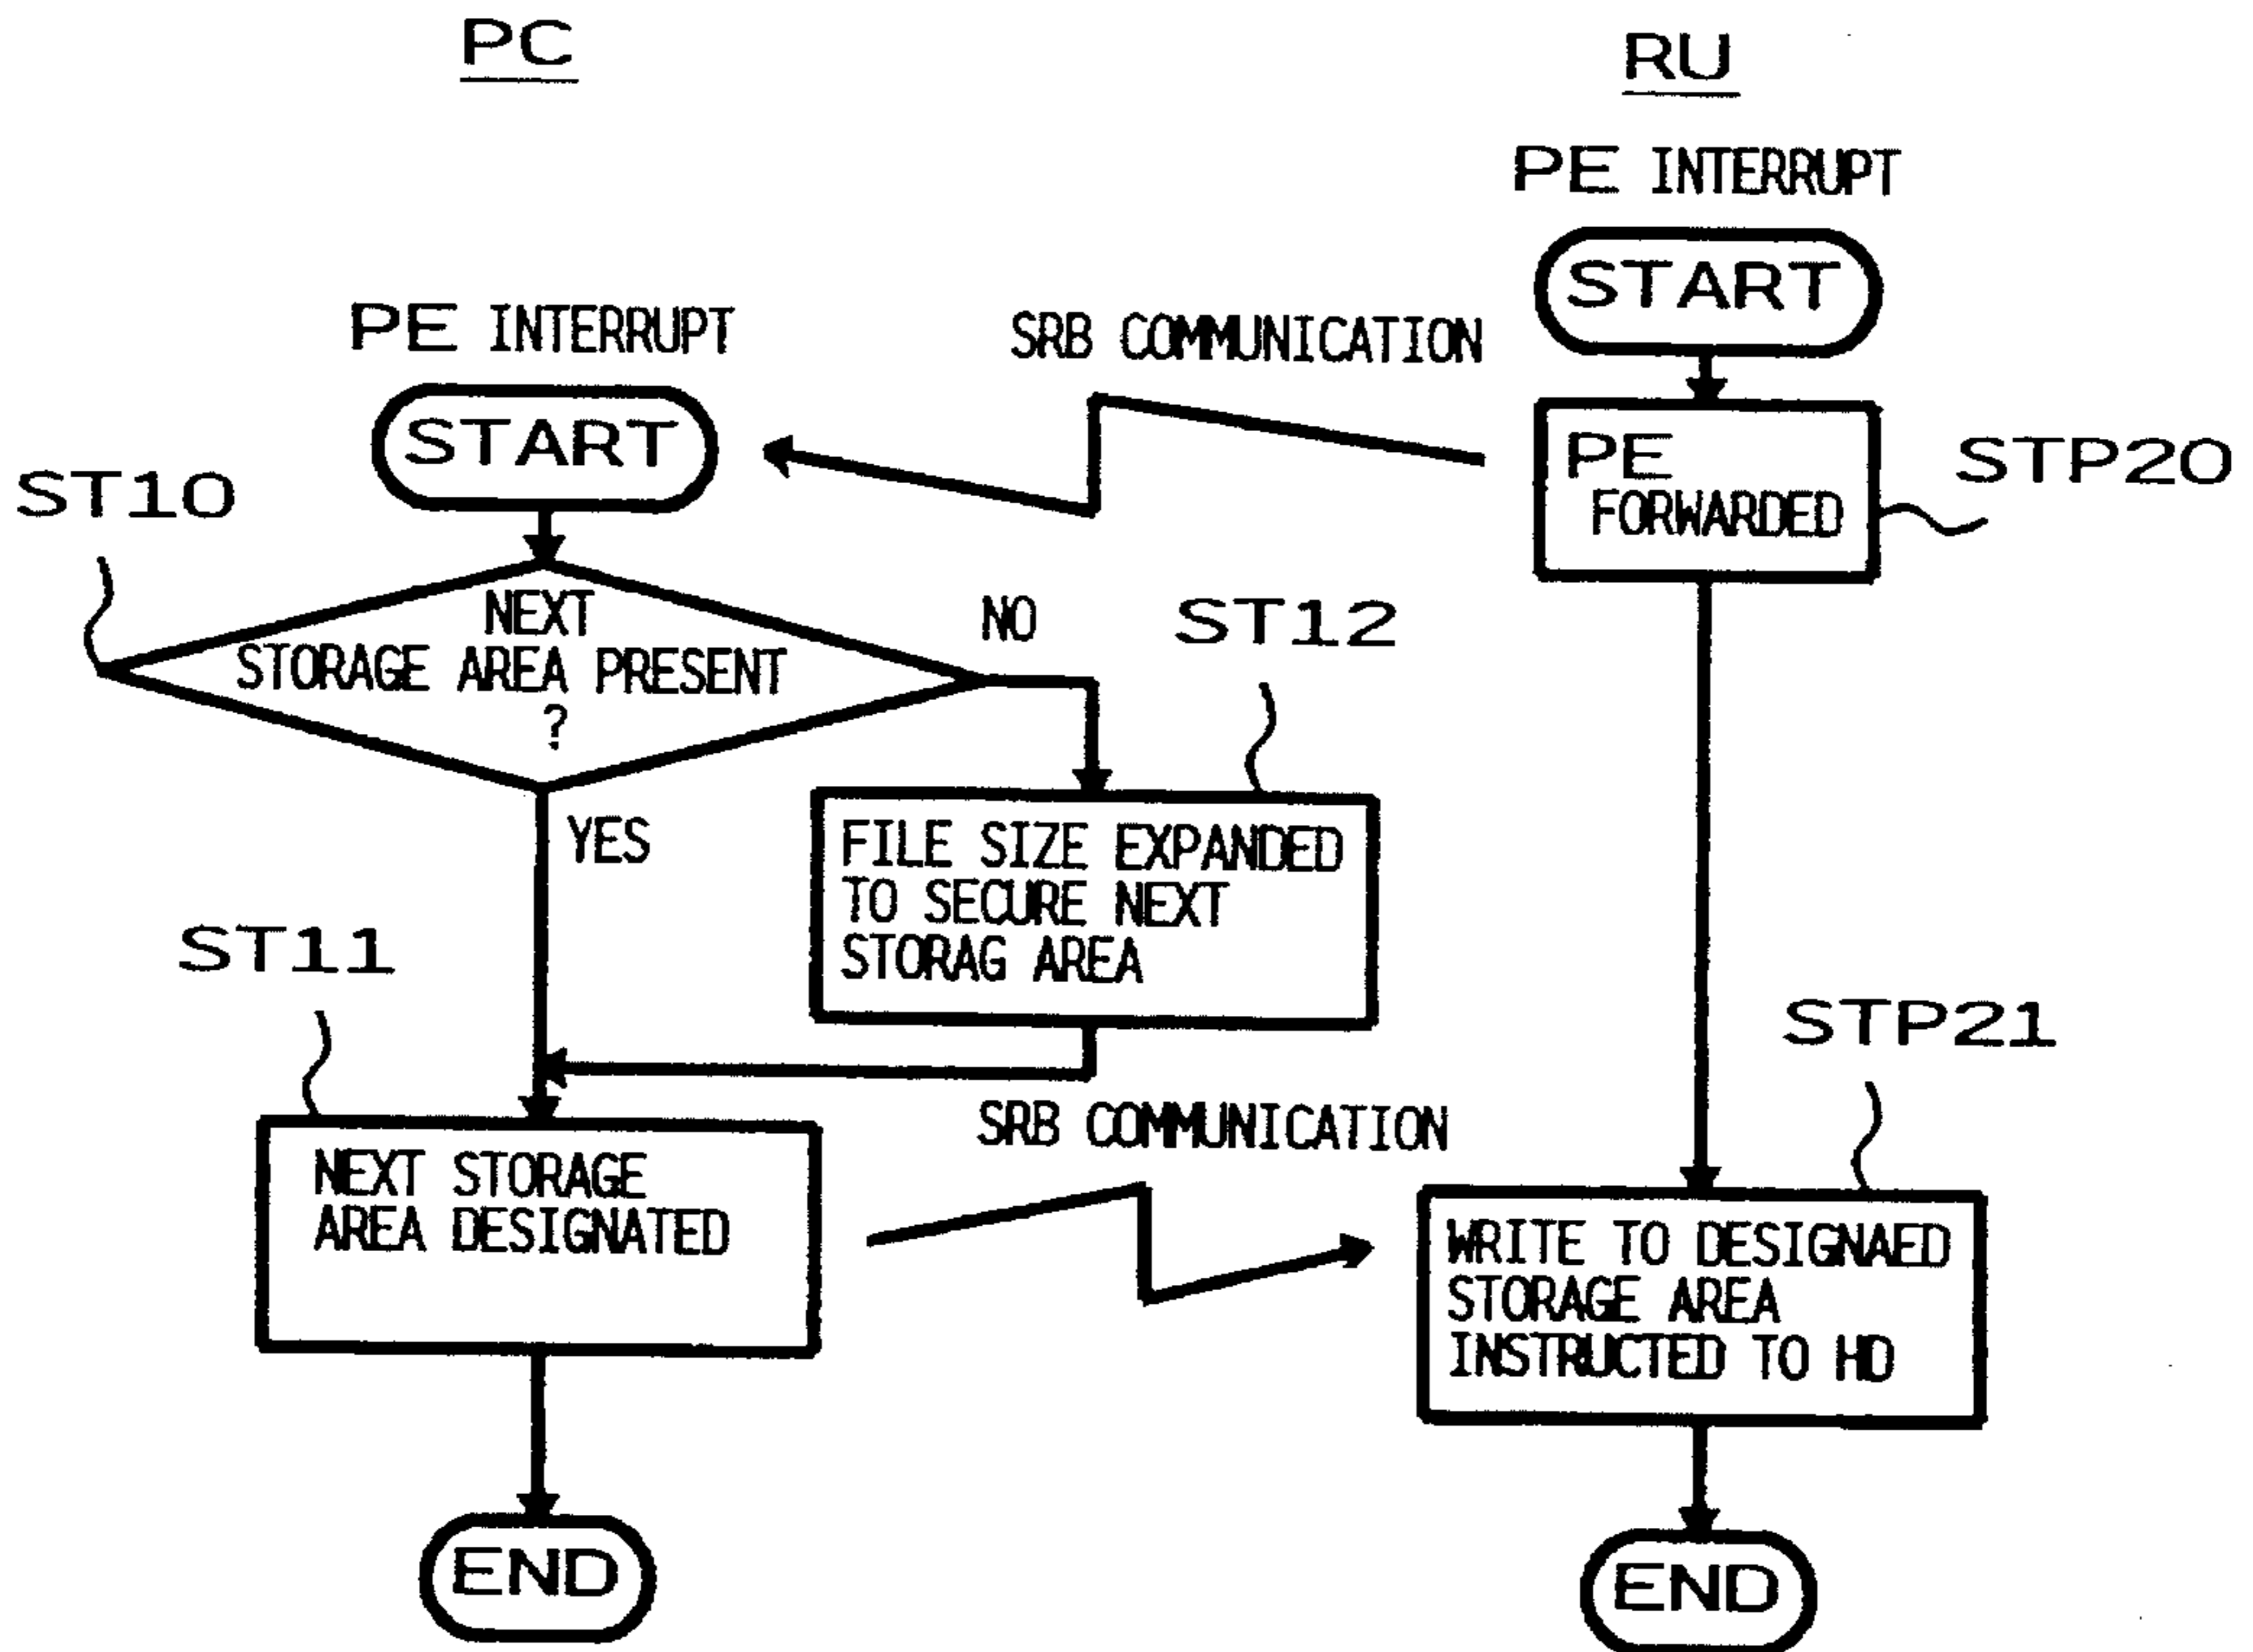 PC
RU
PE INTERRUPT
START
PE INTERRUPT
SRB COMMUNICATION
START
PE
FORWARDED
STP20
ST10
NEXT
STORAGE AREA PRESENT
?
NO
ST12
YES
FILE SIZE EXPANDED
TO SECURE NEXT
STORAG AREA
ST11
STP21
SRB COMMUNICATION
NEXT STORAGE
AREA DESIGNATED
WRITE TO DESIGNAED
STORAGE AREA
INSTRUCTED TO HD
END
END